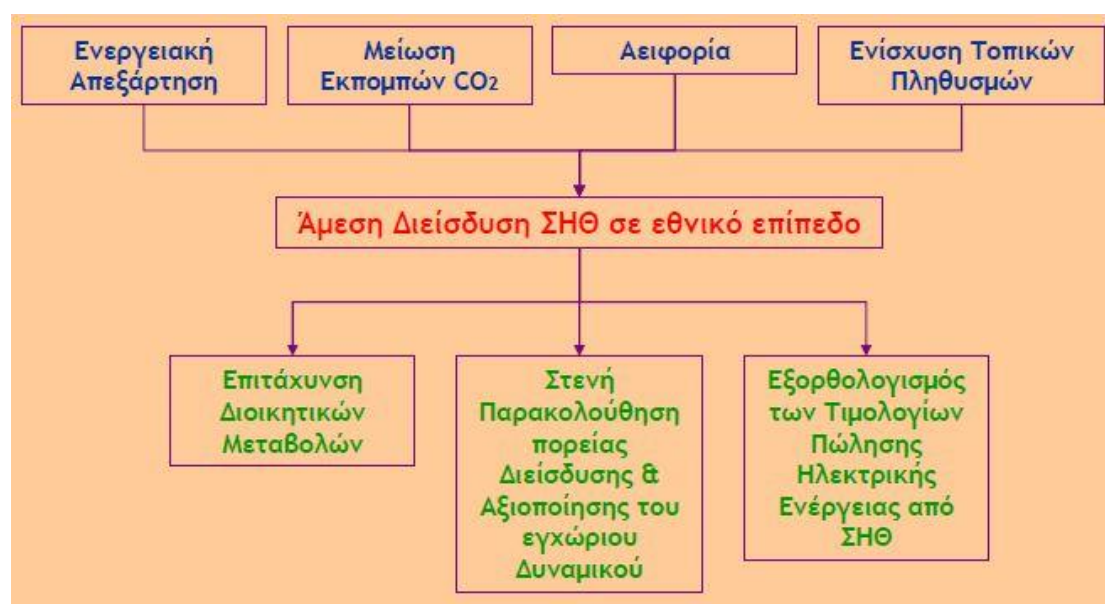 Ενεργειακή
Απεξάρτηση
Μείωση
Εκπομπών CO2
Αειφορία
Ενίσχυση Τοπικών
Πληθυσμών
Άμεση Διείσδυση ΣΗΘ σε εθνικό επίπεδο
Επιτάχυνση
Διοικητικών
Μεταβολών
Στενή
Παρακολούθηση
πορείας
Διείσδυσης &
Αξιοποίησης του
εγχώριου
Δυναμικού
Εξορθολογισμός
των Τιμολογίων
Πώλησης
Ηλεκτρικής
Ενέργειας από
ΣΗΘ